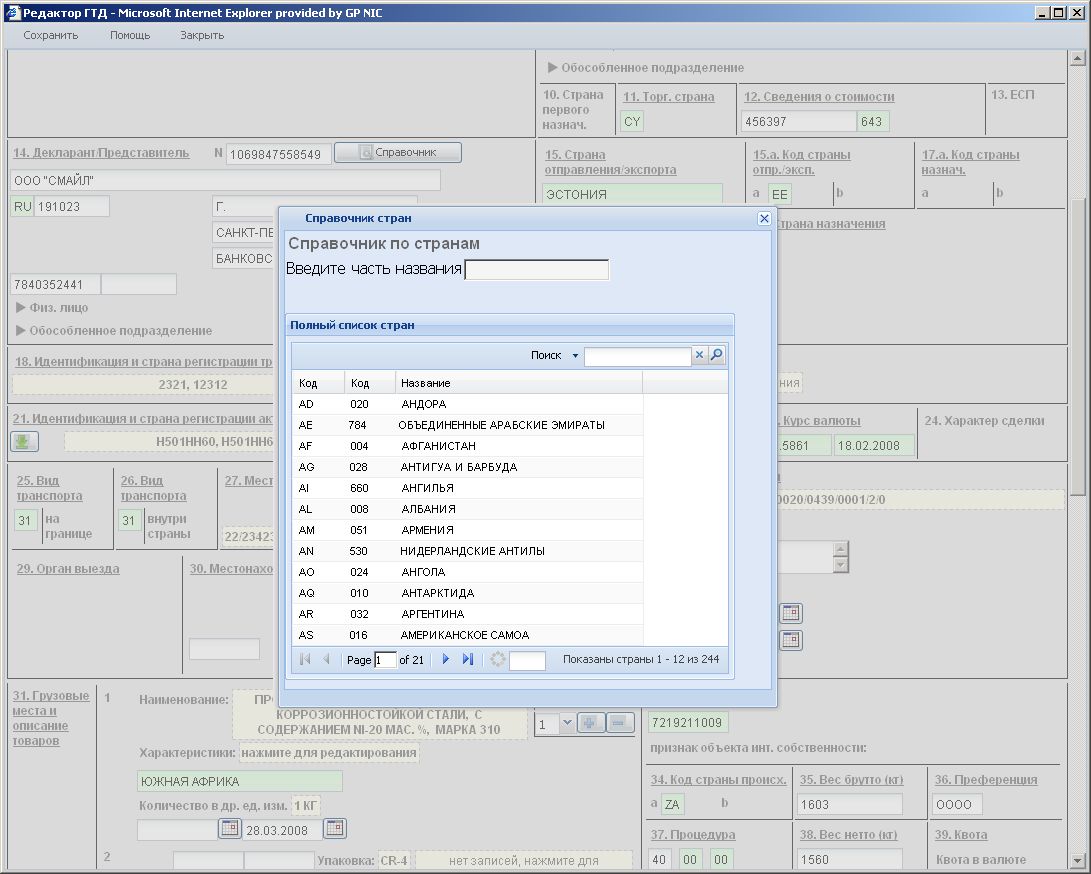 Редактор ГТД - Microsoft Internet Explorer provided by GP NIC
Сохранить Помощь Закрыть
▶ Обособленное подразделение
10. Страна первого назнач.
11. Торг. страна
CY
12. Сведения о стоимости
456397 643
13. ЕСП
14. Декларант/Представитель N 1069847558549 Справочник
ООО "СМАЙЛ"
RU 191023 Г.
САНКТ-ПЕ
БАНКОВС
7840352441
▶ Физ. лицо
▶ Обособленное подразделение
15. Страна
отправления/экспорта
ЭСТОНИЯ
15.а. Код страны
отпр./эксп.
a EE b
17.а. Код страны
назнач.
a b
трана назначения
18. Идентификация и страна регистрации тр
2321, 12312
ния
21. Идентификация и страна регистрации ак
H501HH60, H501HH6
. Курс валюты
.5861 18.02.2008
24. Характер сделки
25. Вид
транспорта
31 на
границе
26. Вид
транспорта
31 внутри
страны
27. Мест
22/23423
0020/0439/0001/2/0
29. Орган выезда
30. Местонахо
Справочник стран
Справочник по странам
Введите часть названия
Полный список стран
Поиск
Код Код Название
AD 020 АНДОРА
AE 784 ОБЪЕДИНЕННЫЕ АРАБСКИЕ ЭМИРАТЫ
AF 004 АФГАНИСТАН
AG 028 АНТИГУА И БАРБУДА
AI 660 АНГИЛЬЯ
AL 008 АЛБАНИЯ
AM 051 АРМЕНИЯ
AN 530 НИДЕРЛАНДСКИЕ АНТИЛЫ
AO 024 АНГОЛА
AQ 010 АНТАРКТИДА
AR 032 АРГЕНТИНА
AS 016 АМЕРИКАНСКОЕ САМОА
Page 1 of 21 Показаны страны 1 - 12 из 244
31. Грузовые
места и
описание
товаров
1 Наименование: ПРО
КОРРОЗИОННОСТОЙКОЙ СТАЛИ, С
СОДЕРЖАНИЕМ NI-20 МАС. %, МАРКА 310
Характеристики: нажмите для редактирования
ЮЖНАЯ АФРИКА
Количество в др. ед. изм. 1 КГ
28.03.2008
2 Упаковка: CR-4 нет записей, нажмите для
1
7219211009
признак объекта инт. собственности:
34. Код страны происх.
a ZA b
35. Вес брутто (кг)
1603
36. Преференция
ОООО
37. Процедура
40 00 00
38. Вес нетто (кг)
1560
39. Квота
Квота в валюте